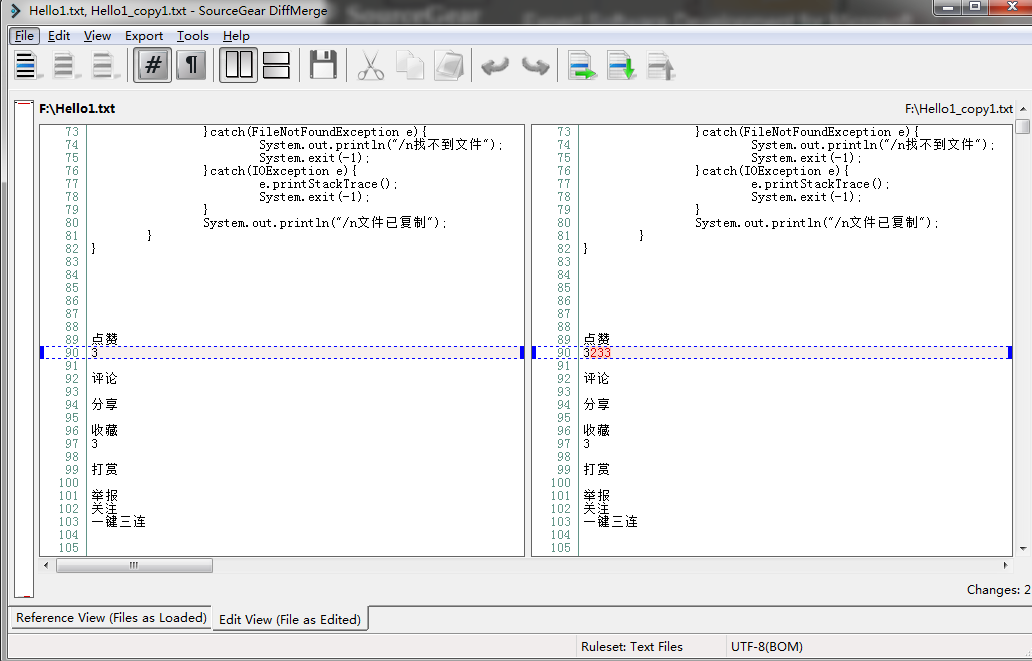 Hello1.txt, Hello1_copy1.txt - SourceGear DiffMerge
File Edit View Export Tools Help
F:\Hello1.txt
73 }catch(FileNotFoundException e){
74 System.out.println("/n找不到文件");
75 System.exit(-1);
76 }catch(IOException e){
77 e.printStackTrace();
78 System.exit(-1);
79 }
80 System.out.println("/n文件已复制");
81 }
82 }
83
84
85
86
87
88
89 点赞
90 3
91
92 评论
93
94 分享
95
96 收藏
97 3
98
99 打赏
100
101 举报
102 关注
103 一键三连
104
105
F:\Hello1_copy1.txt
73 }catch(FileNotFoundException e){
74 System.out.println("/n找不到文件");
75 System.exit(-1);
76 }catch(IOException e){
77 e.printStackTrace();
78 System.exit(-1);
79 }
80 System.out.println("/n文件已复制");
81 }
82 }
83
84
85
86
87
88
89 点赞
90 3233
91
92 评论
93
94 分享
95
96 收藏
97 3
98
99 打赏
100
101 举报
102 关注
103 一键三连
104
105
Changes: 2
Reference View (Files as Loaded) Edit View (File as Edited)
Ruleset: Text Files UTF-8(BOM)